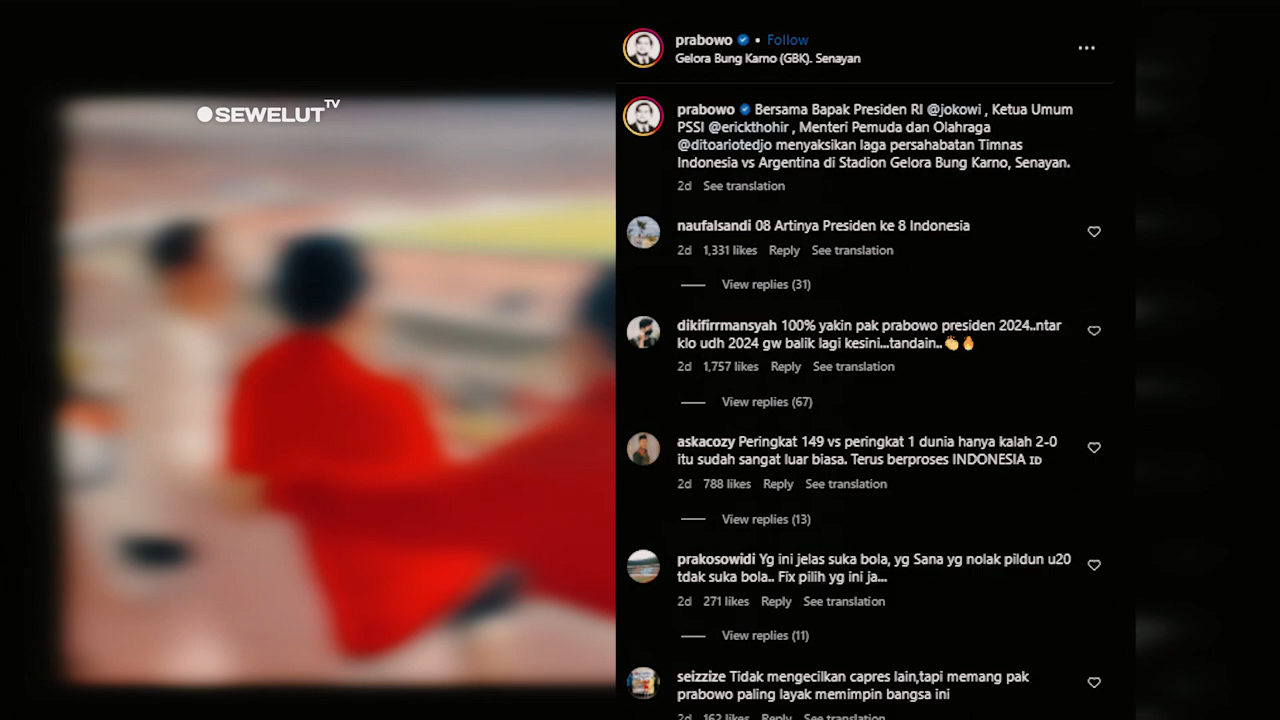 SEWELUT TV
prabowo • Follow
Gelora Bung Karno (GBK). Senayan
prabowo Bersama Bapak Presiden RI @jokowi , Ketua Umum
PSSI @erickthohir , Menteri Pemuda dan Olahraga
@ditoariotedjo menyaksikan laga persahabatan Timnas
Indonesia vs Argentina di Stadion Gelora Bung Karno, Senayan.
2d See translation
naufalsandi 08 Artinya Presiden ke 8 Indonesia
2d 1,331 likes Reply See translation
View replies (31)
dikifirrmansyah 100% yakin pak prabowo presiden 2024..ntar
klo udh 2024 gw balik lagi kesini...tandain..👏🔥
2d 1,757 likes Reply See translation
View replies (67)
askacozy Peringkat 149 vs peringkat 1 dunia hanya kalah 2-0
itu sudah sangat luar biasa. Terus berproses INDONESIA ID
2d 788 likes Reply See translation
View replies (13)
prakosowidi Yg ini jelas suka bola, yg Sana yg nolak pildun u20
tdak suka bola.. Fix pilih yg ini ja...
2d 271 likes Reply See translation
View replies (11)
seizzize Tidak mengecilkan capres lain,tapi memang pak
prabowo paling layak memimpin bangsa ini
2d 162 likes Reply See translation